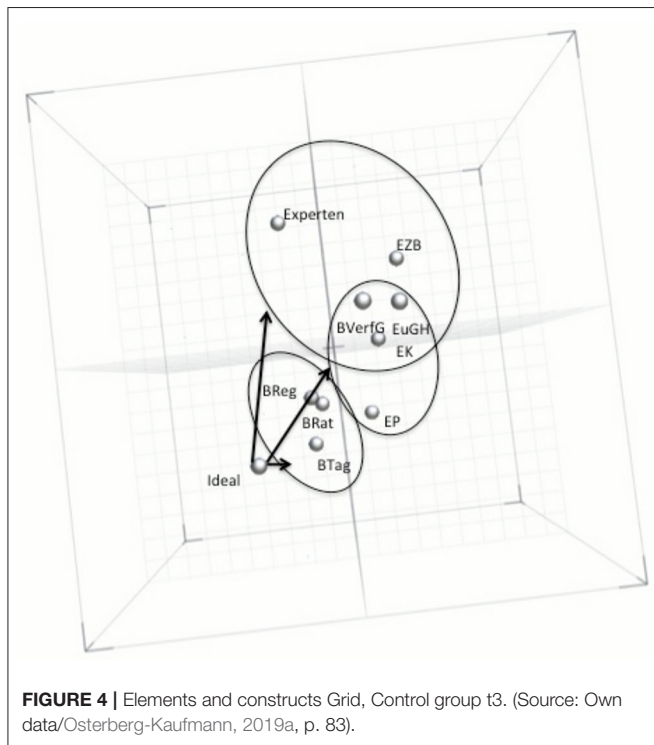 Experten
EZB
BVerfG EuGH
EK
BReg
BRat
EP
BTag
Ideal
FIGURE 4 | Elements and constructs Grid, Control group t3. (Source: Own
data/Osterberg-Kaufmann, 2019a, p. 83).